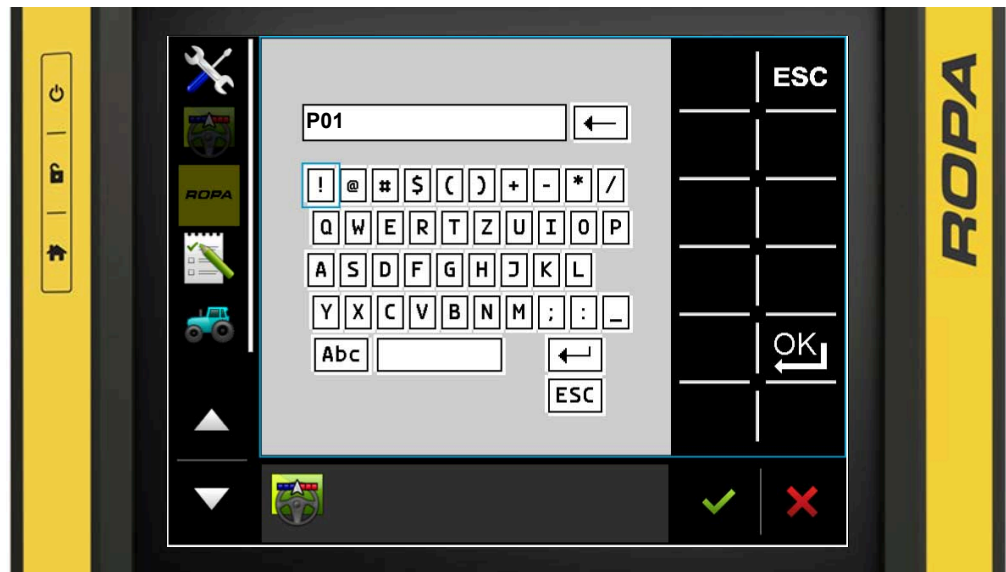 ROPA
ESC
P01
! @ # $ ( ) + - * /
Q W E R T Z U I O P
A S D F G H J K L
Y X C V B N M ; : _
Abc
ESC
OK
ROPA